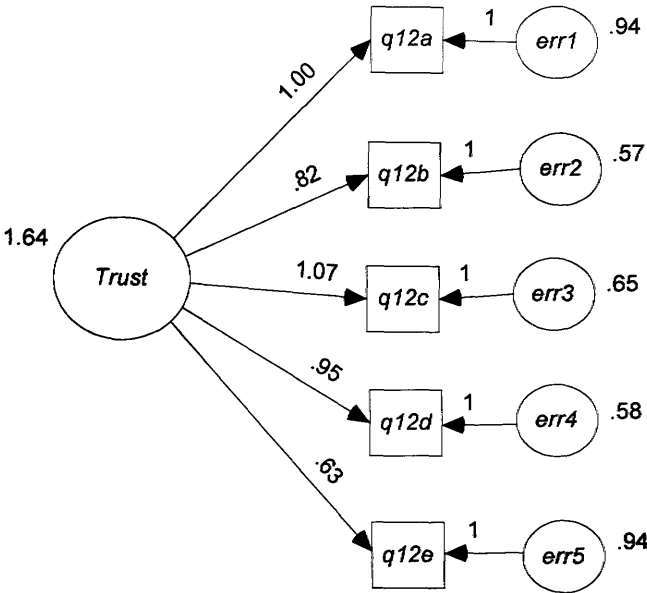 q12a
1
err1
.94
1.00
q12b
1
err2
.57
.82
1.64
Trust
1.07
q12c
1
err3
.65
.95
q12d
1
err4
.58
.63
q12e
1
err5
.94